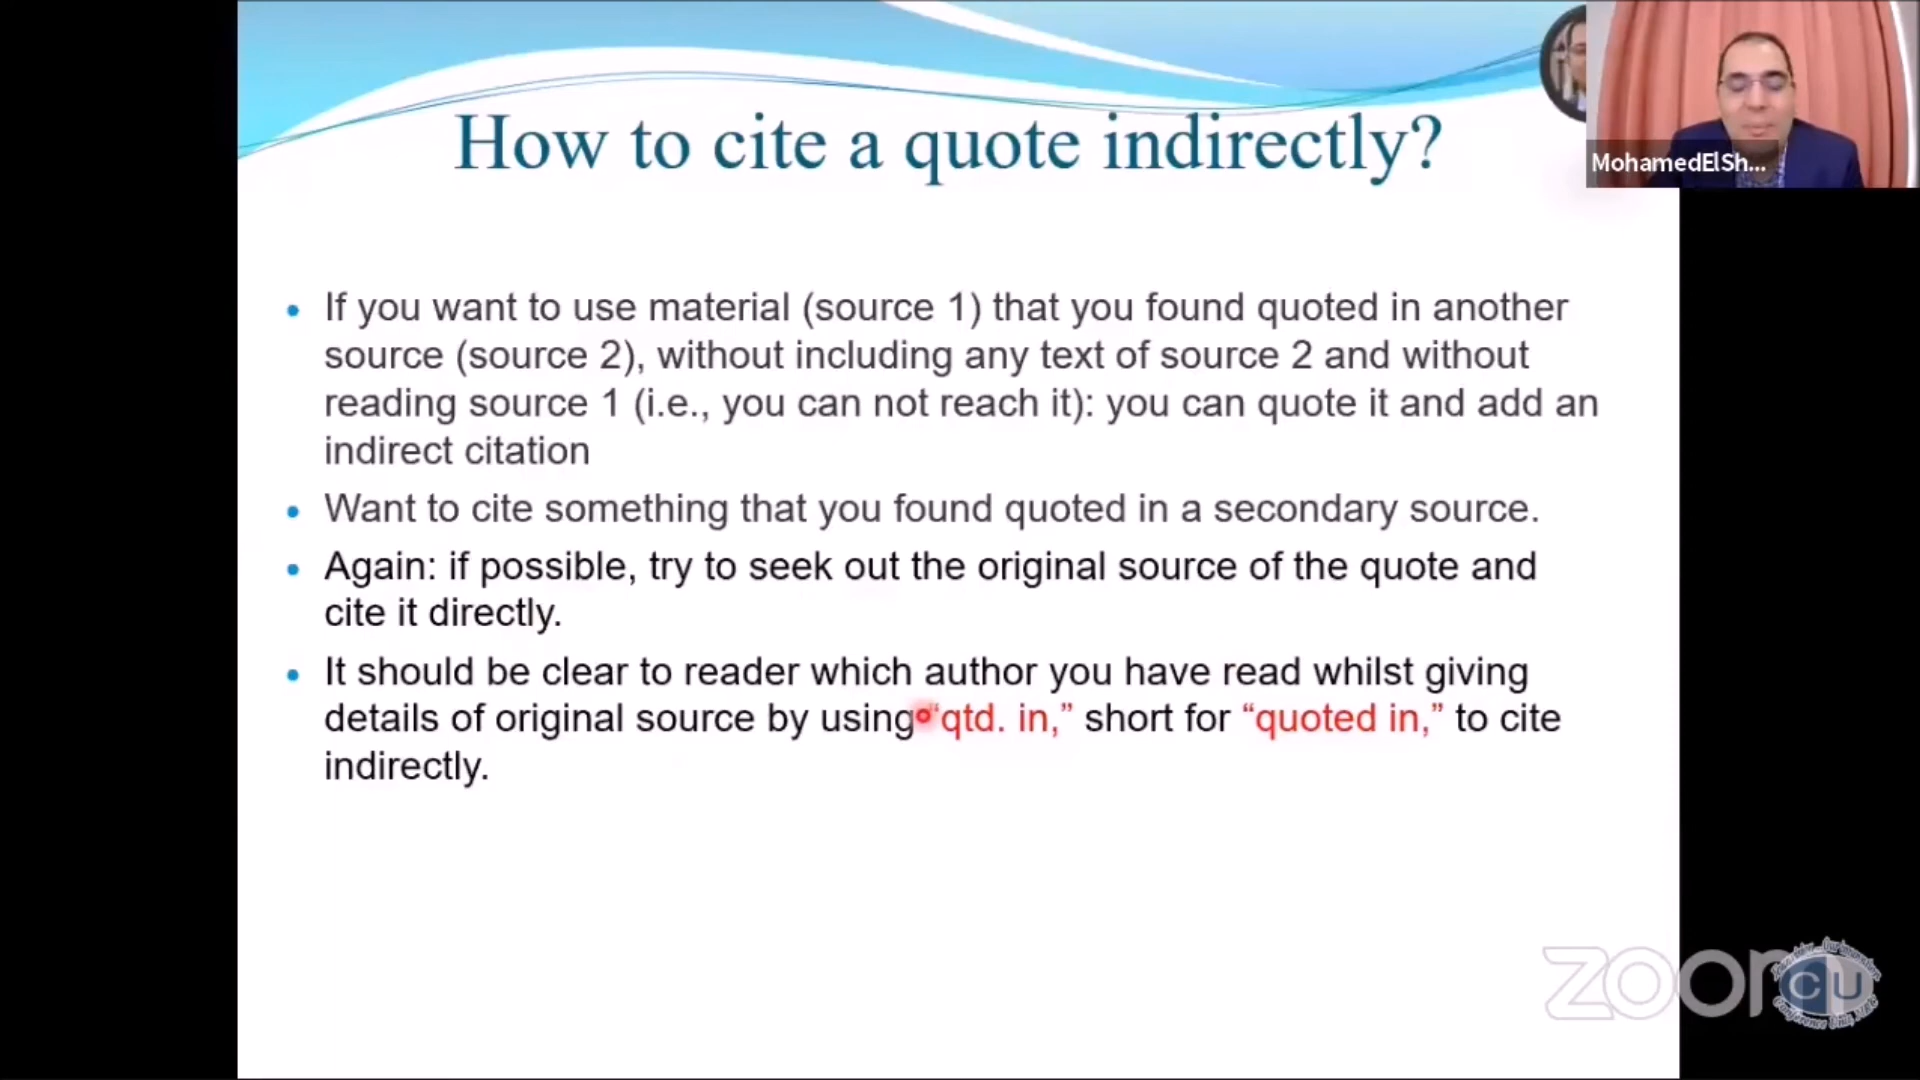 How to cite a quote indirectly?
MohamedElSh...
• If you want to use material (source 1) that you found quoted in another
source (source 2), without including any text of source 2 and without
reading source 1 (i.e., you can not reach it): you can quote it and add an
indirect citation
• Want to cite something that you found quoted in a secondary source.
• Again: if possible, try to seek out the original source of the quote and
cite it directly.
• It should be clear to reader which author you have read whilst giving
details of original source by using “qtd. in,” short for “quoted in,” to cite
indirectly.
zoom
CU
Conference Unit,